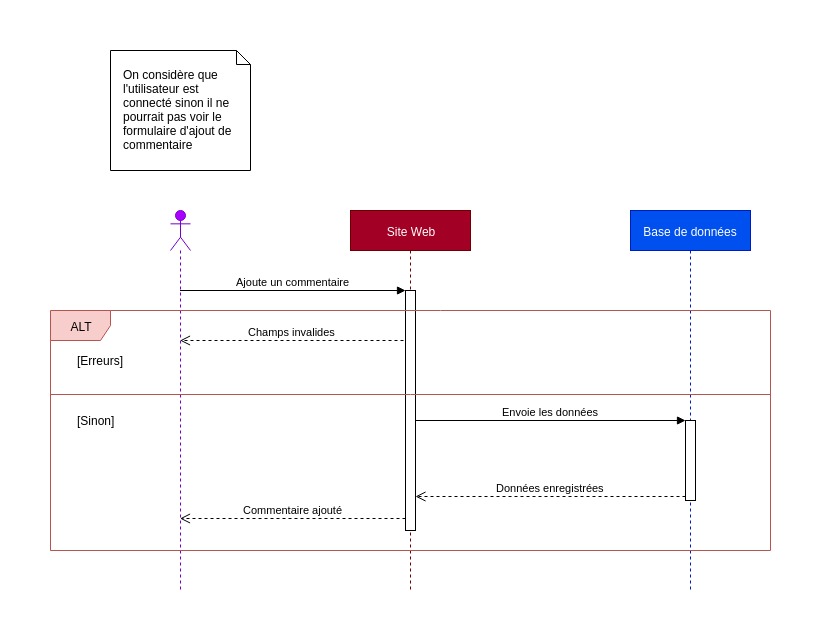 On considère que
l'utilisateur est
connecté sinon il ne
pourrait pas voir le
formulaire d'ajout de
commentaire
Site Web
Base de données
Ajoute un commentaire
ALT
Champs invalides
[Erreurs]
Envoie les données
[Sinon]
Données enregistrées
Commentaire ajouté